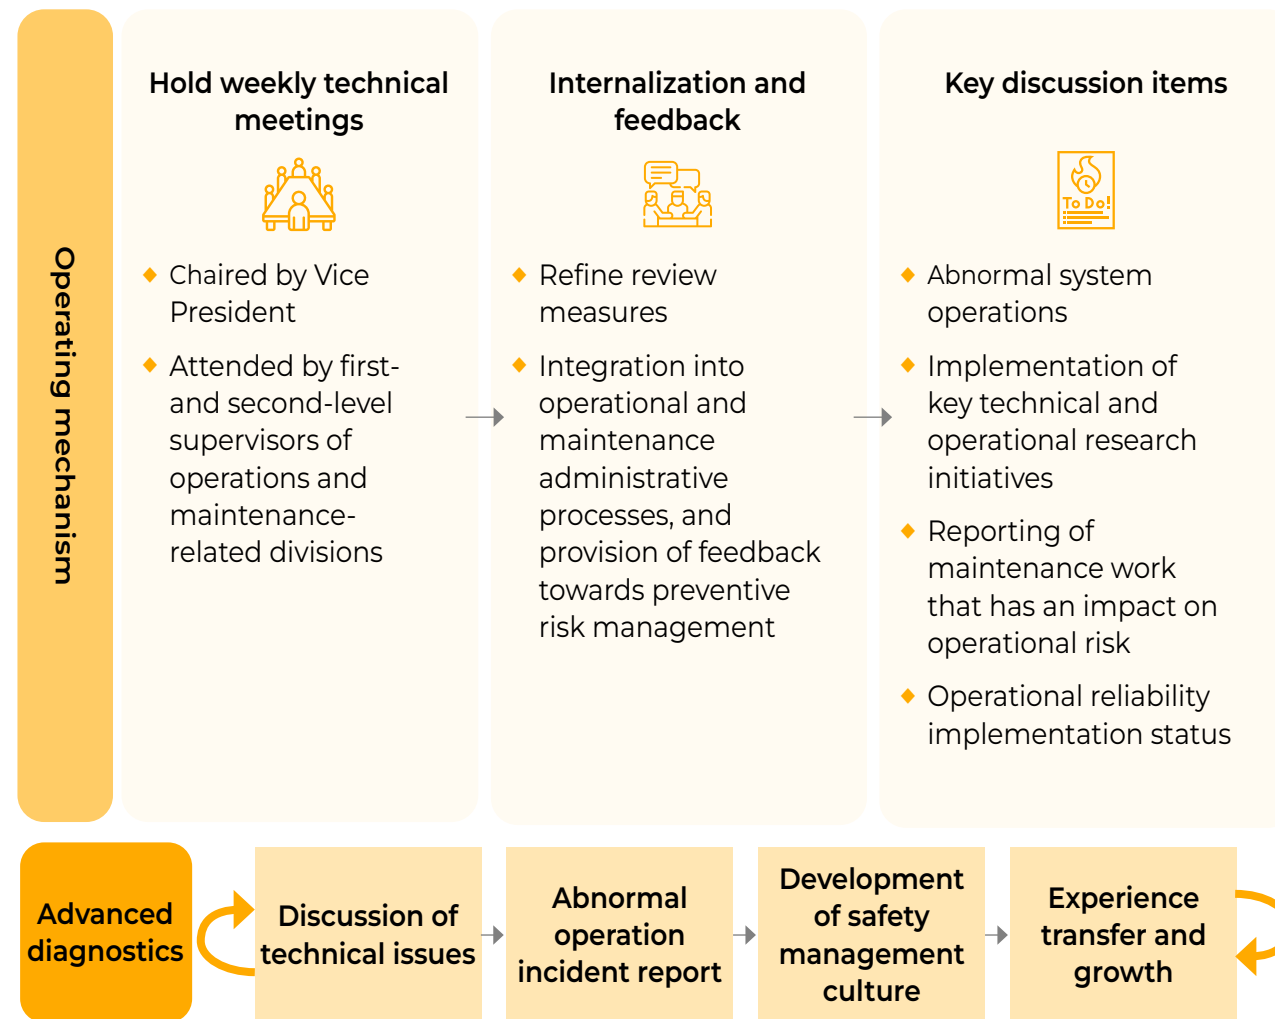 Operating mechanism
Hold weekly technical
meetings
Chaired by Vice
President
Attended by first-
and second-level
supervisors of
operations and
maintenance-
related divisions
Internalization and
feedback
Refine review
measures
Integration into
operational and
maintenance
administrative
processes, and
provision of feedback
towards preventive
risk management
Key discussion items
To Do!
Abnormal system
operations
Implementation of
key technical and
operational research
initiatives
Reporting of
maintenance work
that has an impact on
operational risk
Operational reliability
implementation status
Advanced
diagnostics
Discussion of
technical issues
Abnormal
operation
incident report
Development
of safety
management
culture
Experience
transfer and
growth